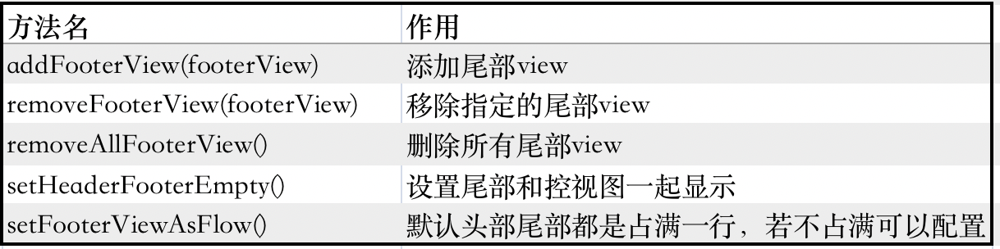 方法名 作用
addFooterView(footerView) 添加尾部view
removeFooterView(footerView) 移除指定的尾部view
removeAllFooterView() 删除所有尾部view
setHeaderFooterEmpty() 设置尾部和控视图一起显示
setFooterViewAsFlow() 默认头部尾部都是占满一行，若不占满可以配置